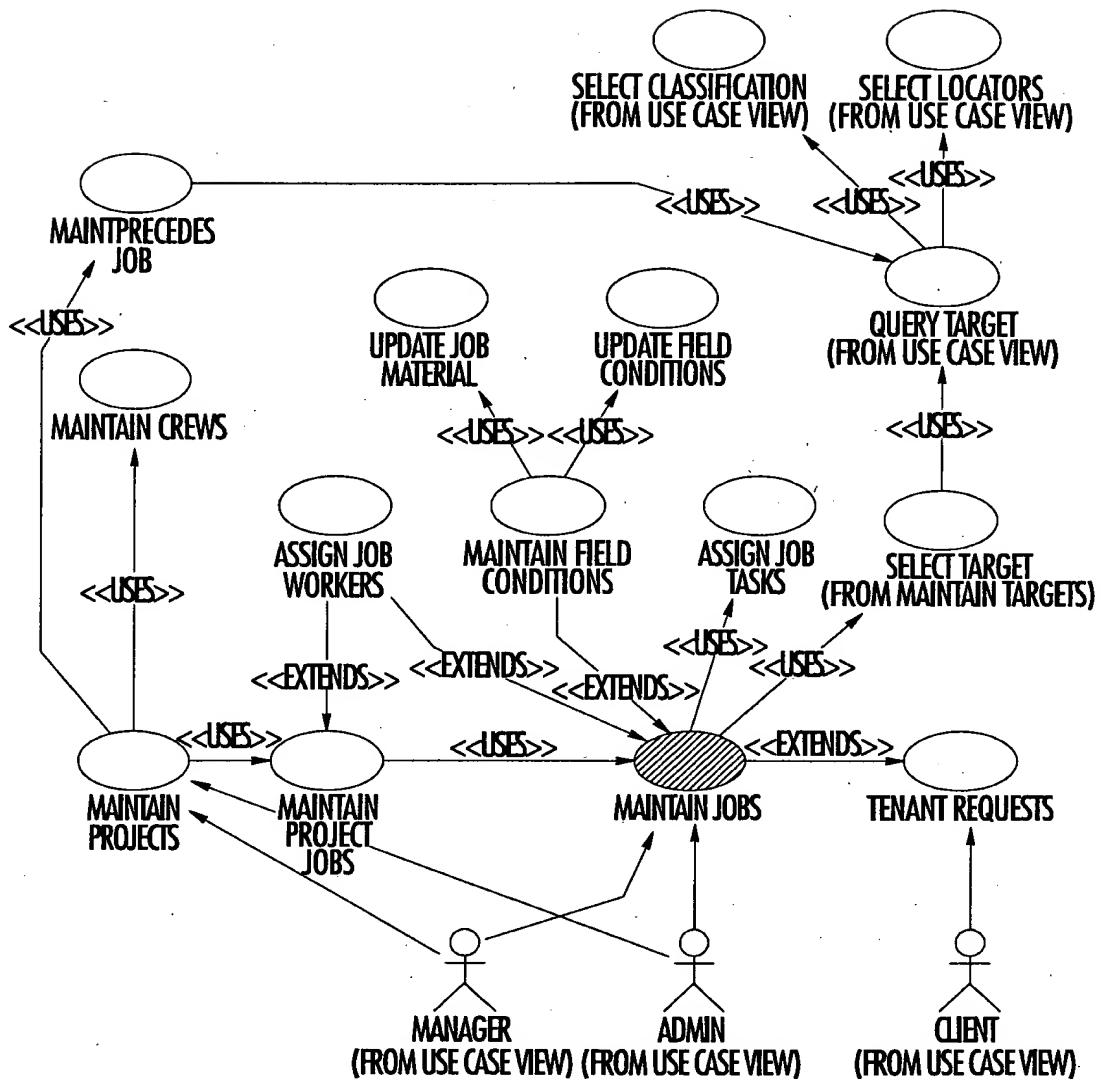 SELECT CLASSIFICATION
(FROM USE CASE VIEW)
SELECT LOCATORS
(FROM USE CASE VIEW)
<<USES>>
<<USES>>
<<USES>>
MAINTPRECEDES
JOB
<<USES>>
QUERY TARGET
(FROM USE CASE VIEW)
UPDATE JOB
MATERIAL
UPDATE FIELD
CONDITIONS
MAINTAIN CREWS
<<USES>>
<<USES>>
<<USES>>
ASSIGN JOB
WORKERS
MAINTAIN FIELD
CONDITIONS
ASSIGN JOB
TASKS
SELECT TARGET
(FROM MAINTAIN TARGETS)
<<USES>>
<<USES>>
<<EXTENDS>>
<<EXTENDS>>
<<EXTENDS>>
<<USES>>
<<USES>>
<<USES>>
<<EXTENDS>>
MAINTAIN
PROJECTS
MAINTAIN
PROJECT
JOBS
MAINTAIN JOBS
TENANT REQUESTS
MANAGER
(FROM USE CASE VIEW)
ADMIN
(FROM USE CASE VIEW)
CLIENT
(FROM USE CASE VIEW)